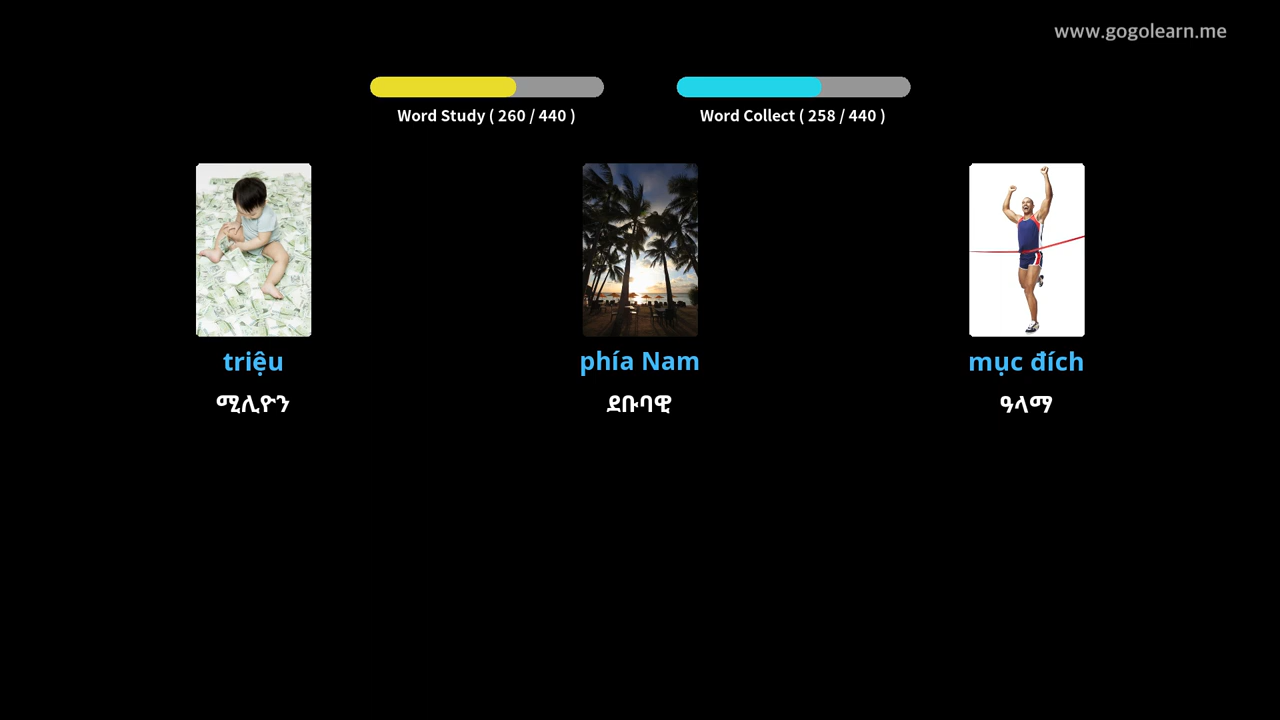 www.gogolearn.me
Word Study ( 260 / 440 )
Word Collect ( 258 / 440 )
triệu
phía Nam
mục đích
ሚሊዮን
ደቡባዊ
ዓላማ